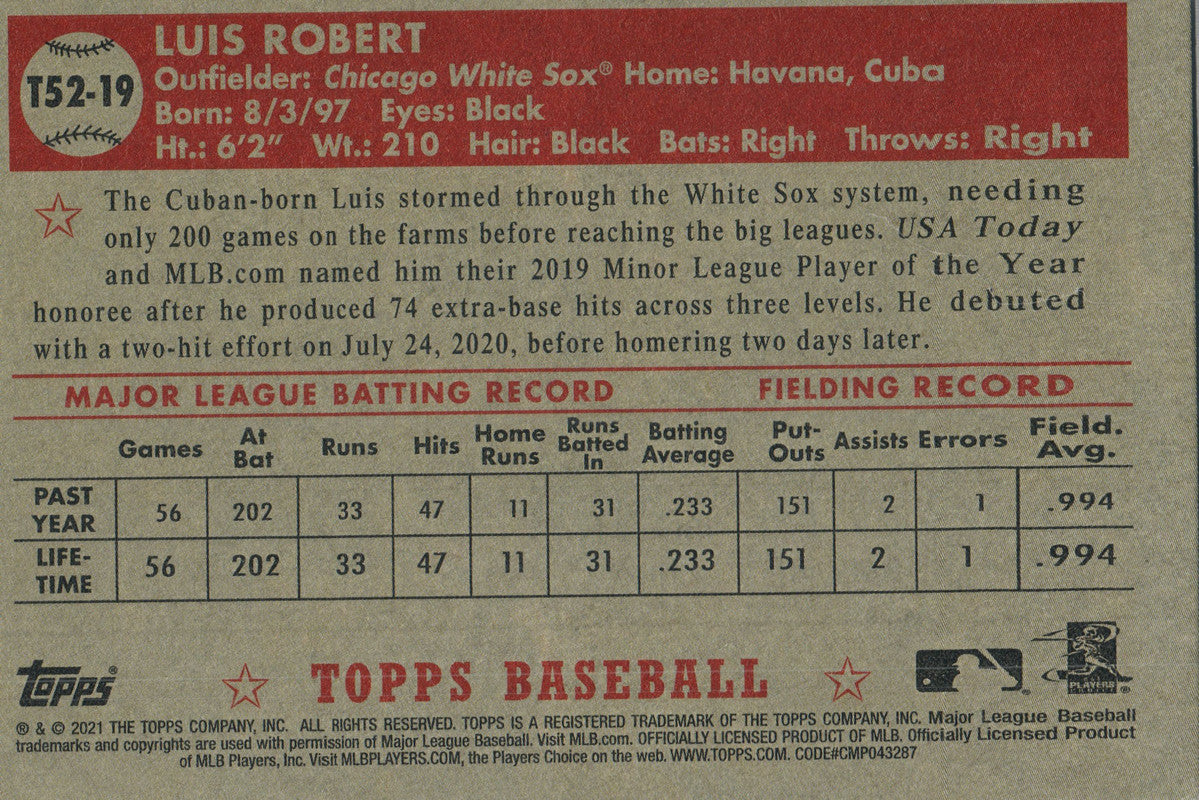 T52-19
LUIS ROBERT
Outfielder: Chicago White Sox® Home: Havana, Cuba
Born: 8/3/97 Eyes: Black
Ht.: 6'2" Wt.: 210 Hair: Black Bats: Right Throws: Right
The Cuban-born Luis stormed through the White Sox system, needing
only 200 games on the farms before reaching the big leagues. USA Today
and MLB.com named him their 2019 Minor League Player of the Year
honoree after he produced 74 extra-base hits across three levels. He debuted
with a two-hit effort on July 24, 2020, before homering two days later.
MAJOR LEAGUE BATTING RECORD FIELDING RECORD
Games At Bat Runs Hits Home Runs Runs Batted In Batting Average Put-Outs Assists Errors Field. Avg.
PAST YEAR 56 202 33 47 11 31 .233 151 2 1 .994
LIFE-TIME 56 202 33 47 11 31 .233 151 2 1 .994
Topps® TOPPS BASEBALL PLAYERS CHOICE ®
® & © 2021 THE TOPPS COMPANY, INC. ALL RIGHTS RESERVED. TOPPS IS A REGISTERED TRADEMARK OF THE TOPPS COMPANY, INC. Major League Baseball
trademarks and copyrights are used with permission of Major League Baseball. Visit MLB.com. OFFICIALLY LICENSED PRODUCT OF MLB. Officially Licensed Product
of MLB Players, Inc. Visit MLBPLAYERS.COM, the Players Choice on the web. WWW.TOPPS.COM. CODE#CMP043287